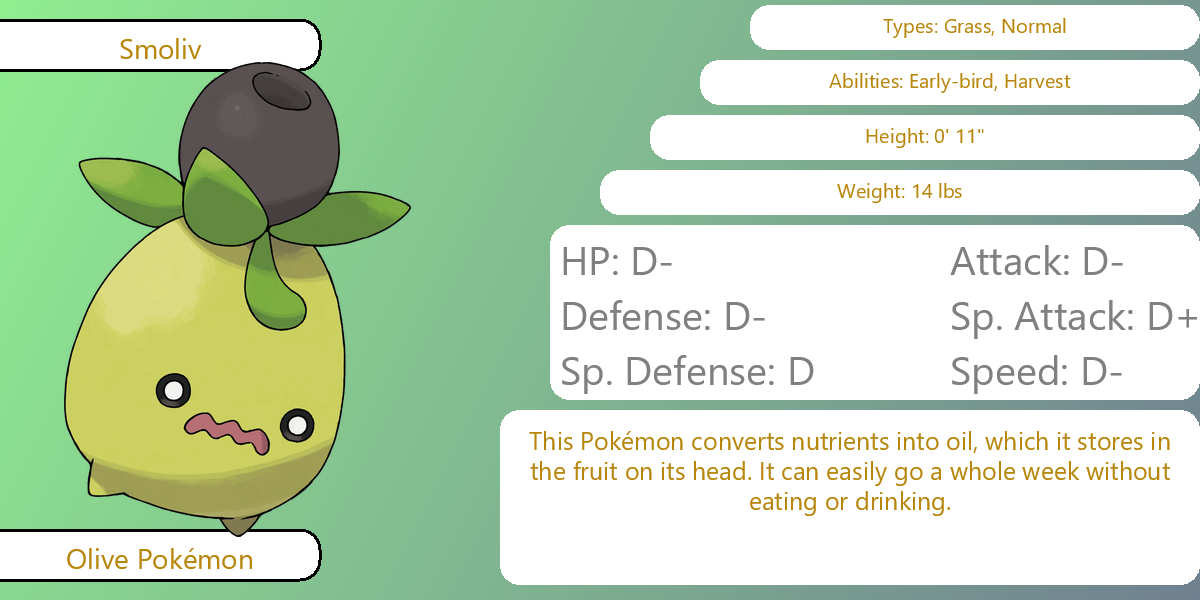 Smoliv
Types: Grass, Normal
Abilities: Early-bird, Harvest
Height: 0' 11"
Weight: 14 lbs
HP: D-
Attack: D-
Defense: D-
Sp. Attack: D+
Sp. Defense: D
Speed: D-
This Pokémon converts nutrients into oil, which it stores in
the fruit on its head. It can easily go a whole week without
eating or drinking.
Olive Pokémon